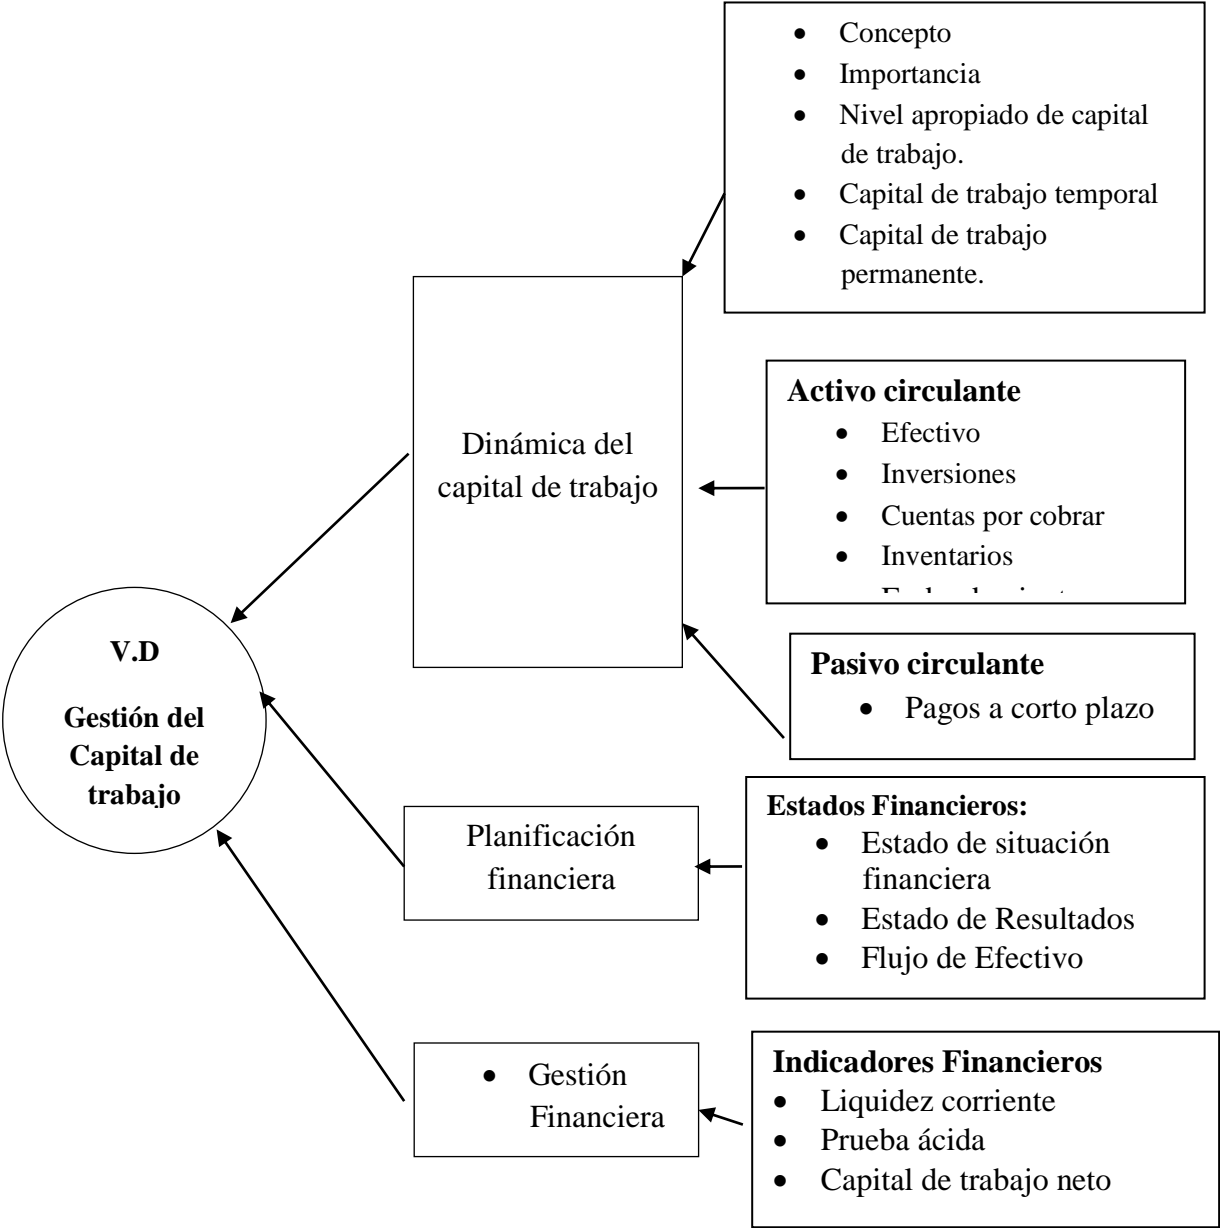 • Concepto
• Importancia
• Nivel apropiado de capital
de trabajo.
• Capital de trabajo temporal
• Capital de trabajo
permanente.
Dinámica del
capital de trabajo
Activo circulante
• Efectivo
• Inversiones
• Cuentas por cobrar
• Inventarios
V.D
Gestión del
Capital de
trabajo
Pasivo circulante
• Pagos a corto plazo
Planificación
financiera
Estados Financieros:
• Estado de situación
financiera
• Estado de Resultados
• Flujo de Efectivo
• Gestión
Financiera
Indicadores Financieros
• Liquidez corriente
• Prueba ácida
• Capital de trabajo neto